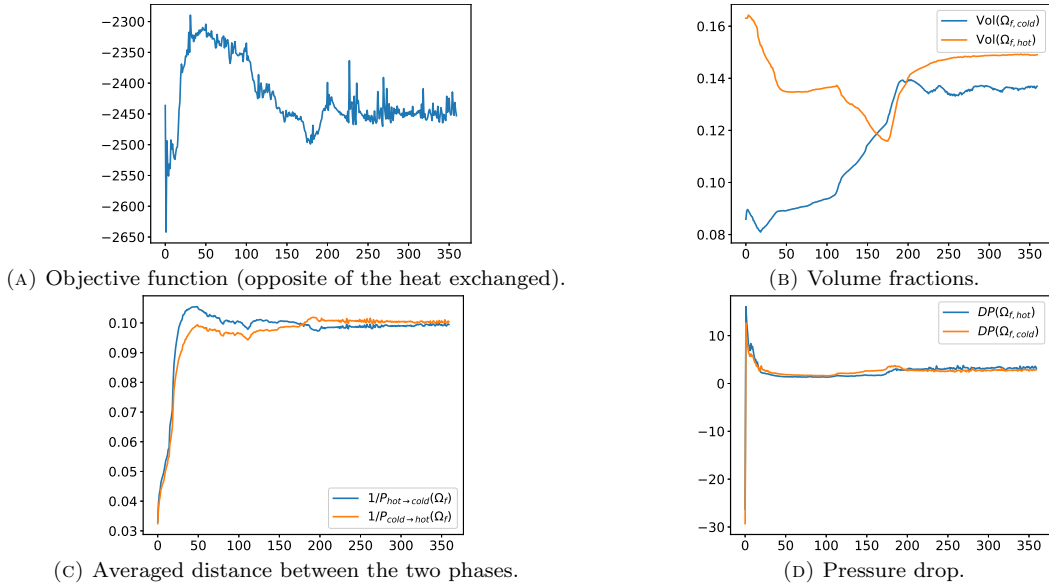 −2300
−2350
−2400
−2450
−2500
−2550
−2600
−2650
0 50 100 150 200 250 300 350
(A) Objective function (opposite of the heat exchanged).
0.16
0.14
0.12
0.10
0.08
0 50 100 150 200 250 300 350
Vol(Ω_{f,cold})
Vol(Ω_{f,hot})
(B) Volume fractions.
0.10
0.09
0.08
0.07
0.06
0.05
0.04
0.03
0 50 100 150 200 250 300 350
1/P_{hot→cold}(Ω_f)
1/P_{cold→hot}(Ω_f)
(C) Averaged distance between the two phases.
10
0
−10
−20
−30
0 50 100 150 200 250 300 350
DP(Ω_{f,hot})
DP(Ω_{f,cold})
(D) Pressure drop.